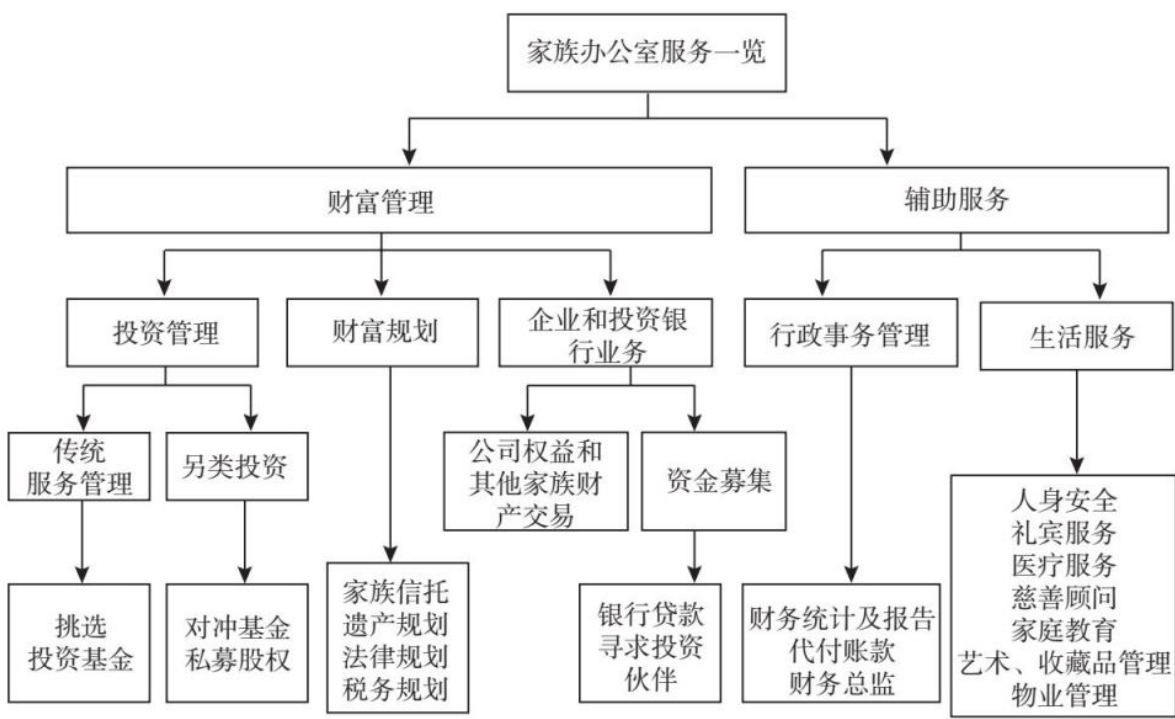 家族办公室服务一览
财富管理
辅助服务
投资管理
财富规划
企业和投资银
行业务
行政事务管理
生活服务
传统
服务管理
另类投资
公司权益和
其他家族财
产交易
资金募集
挑选
投资基金
对冲基金
私募股权
家族信托
遗产规划
法律规划
税务规划
银行贷款
寻求投资
伙伴
财务统计及报告
代付账款
财务总监
人身安全
礼宾服务
医疗服务
慈善顾问
家庭教育
艺术、收藏品管理
物业管理